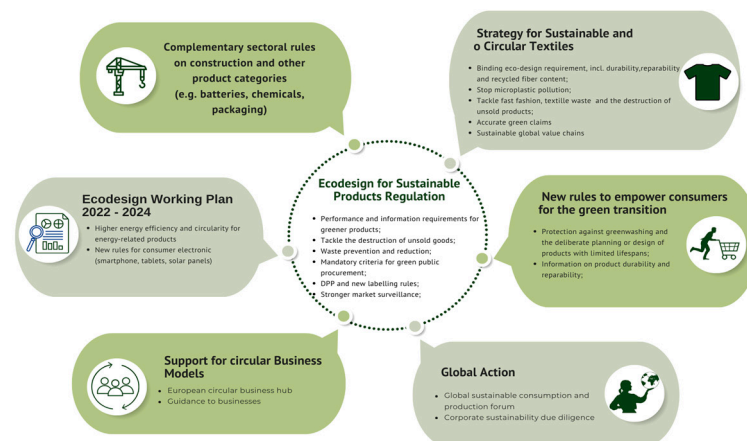 Complementary sectoral rules
on construction and other
product categories
(e.g. batteries, chemicals,
packaging)
Strategy for Sustainable and
o Circular Textiles
Binding eco-design requirement, incl. durability,reparability
and recycled fiber content;
Stop microplastic pollution;
Tackle fast fashion, textille waste and the destruction of
unsold products;
Accurate green claims
Sustainable global value chains
Ecodesign Working Plan
2022 - 2024
Higher energy efficiency and circularity for
energy-related products
New rules for consumer electronic
(smartphone, tablets, solar panels)
Ecodesign for Sustainable
Products Regulation
Performance and information requirements for
greener products;
Tackle the destruction of unsold goods;
Waste prevention and reduction;
Mandatory criteria for green public
procurement;
DPP and new labelling rules;
Stronger market surveillance;
New rules to empower consumers
for the green transition
Protection against greenwashing and
the deliberate planning or design of
products with limited lifespans;
Information on product durability and
reparability;
Support for circular Business
Models
European circular business hub
Guidance to businesses
Global Action
Global sustainable consumption and
production forum
Corporate sustainability due diligence